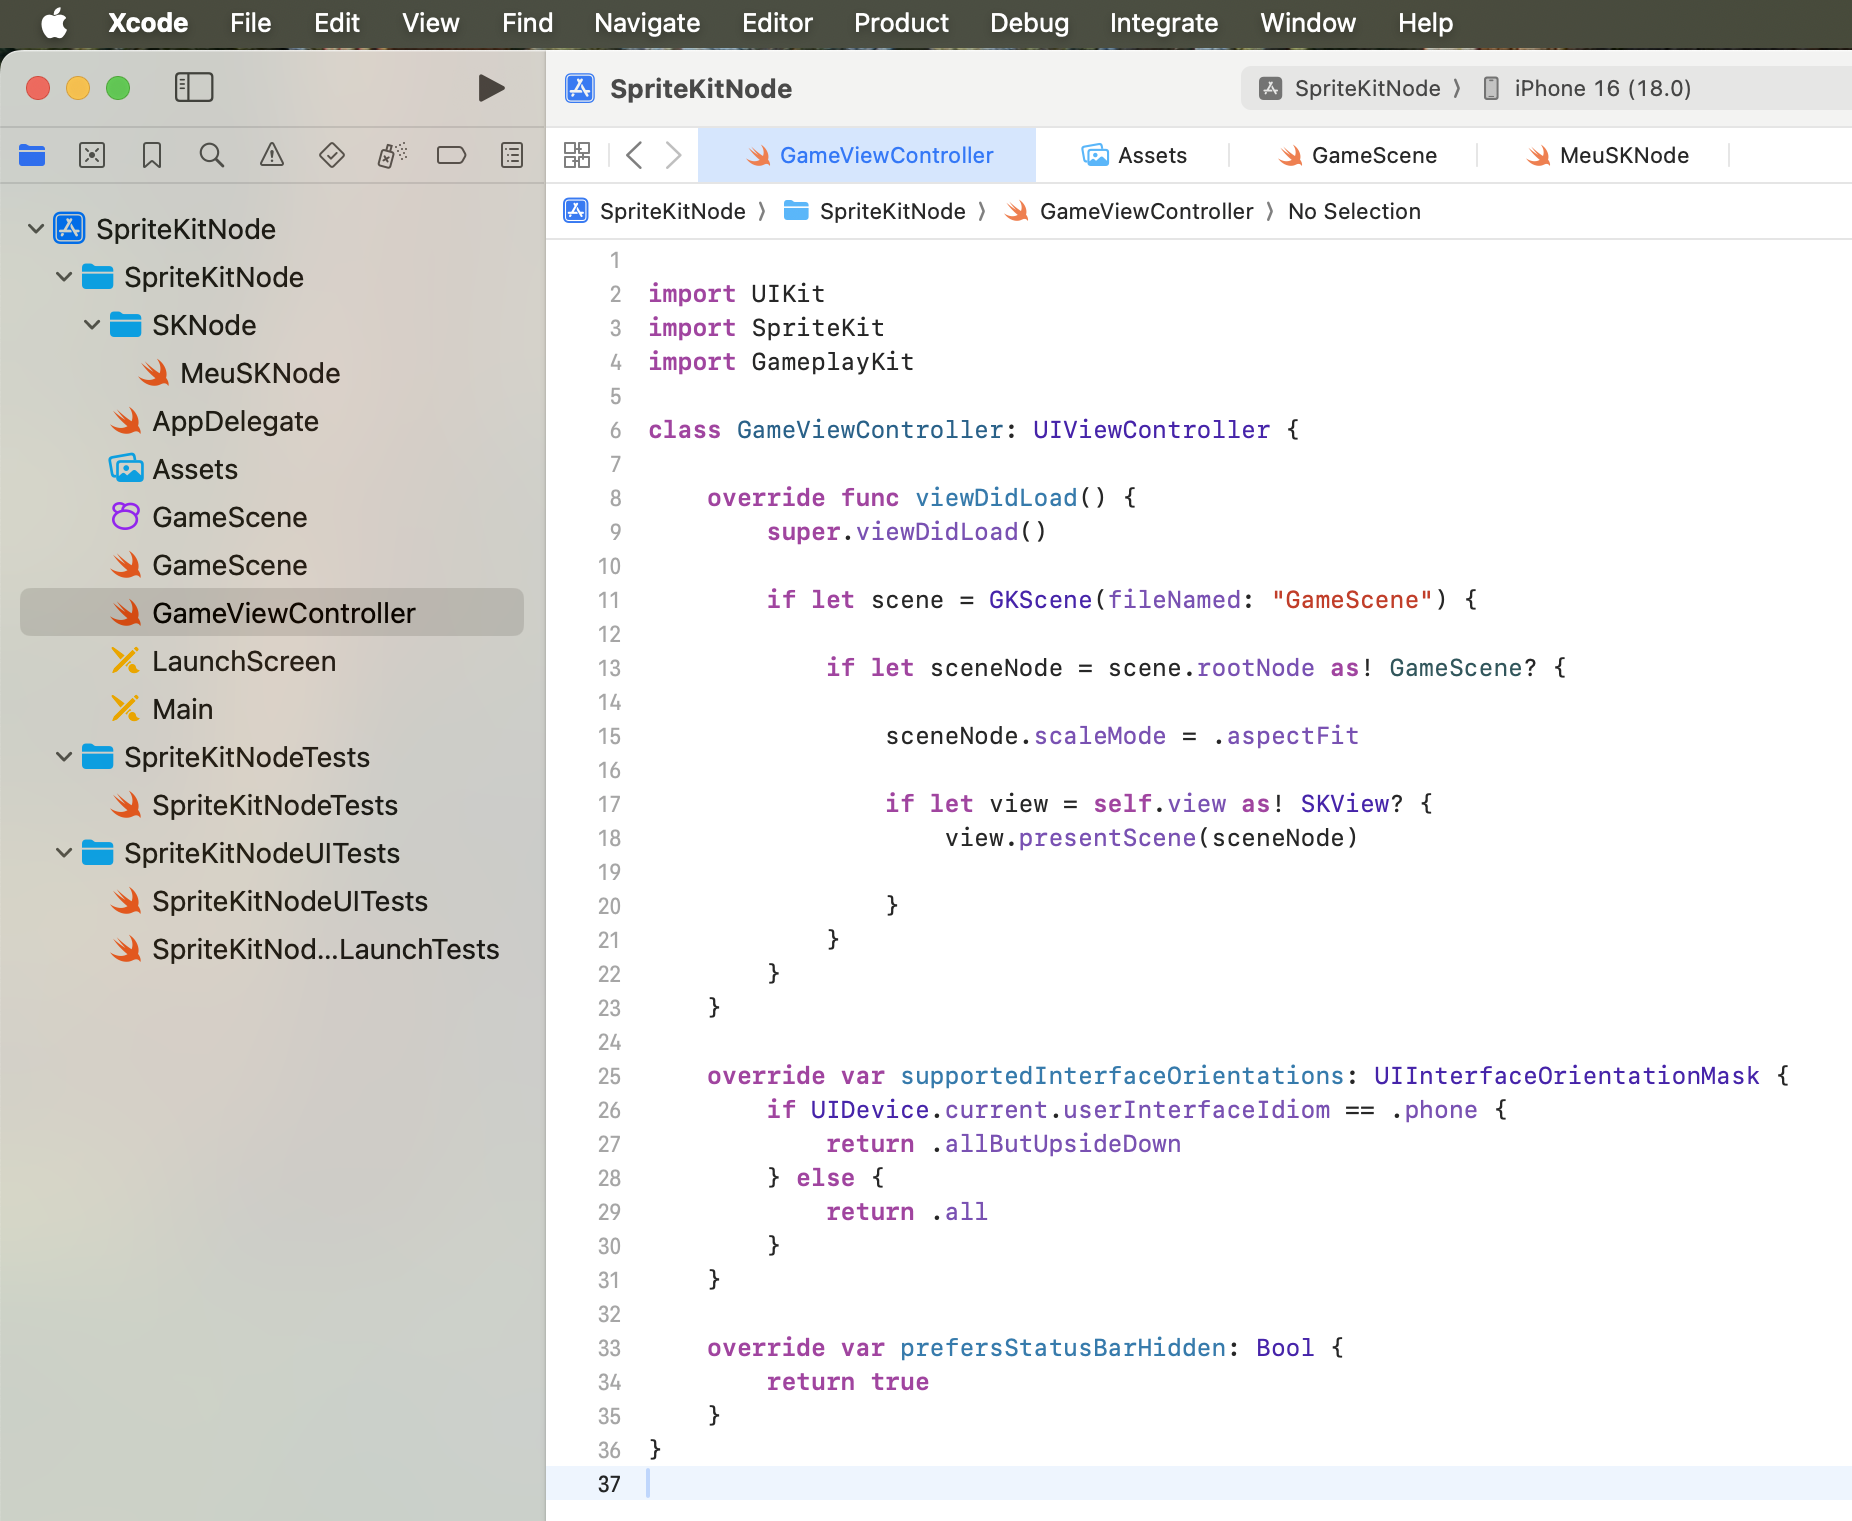 Xcode File Edit View Find Navigate Editor Product Debug Integrate Window Help
SpriteKitNode
SpriteKitNode 〉 iPhone 16 (18.0)
GameViewController Assets GameScene MeuSKNode
SpriteKitNode 〉 SpriteKitNode 〉 GameViewController 〉 No Selection
SpriteKitNode
SpriteKitNode
SKNode
MeuSKNode
AppDelegate
Assets
GameScene
GameScene
GameViewController
LaunchScreen
Main
SpriteKitNodeTests
SpriteKitNodeTests
SpriteKitNodeUITests
SpriteKitNodeUITests
SpriteKitNod...LaunchTests
1
2 import UIKit
3 import SpriteKit
4 import GameplayKit
5
6 class GameViewController: UIViewController {
7
8     override func viewDidLoad() {
9         super.viewDidLoad()
10
11         if let scene = GKScene(fileNamed: "GameScene") {
12
13             if let sceneNode = scene.rootNode as! GameScene? {
14
15                 sceneNode.scaleMode = .aspectFit
16
17                 if let view = self.view as! SKView? {
18                     view.presentScene(sceneNode)
19
20                 }
21             }
22         }
23     }
24
25     override var supportedInterfaceOrientations: UIInterfaceOrientationMask {
26         if UIDevice.current.userInterfaceIdiom == .phone {
27             return .allButUpsideDown
28         } else {
29             return .all
30         }
31     }
32
33     override var prefersStatusBarHidden: Bool {
34         return true
35     }
36 }
37